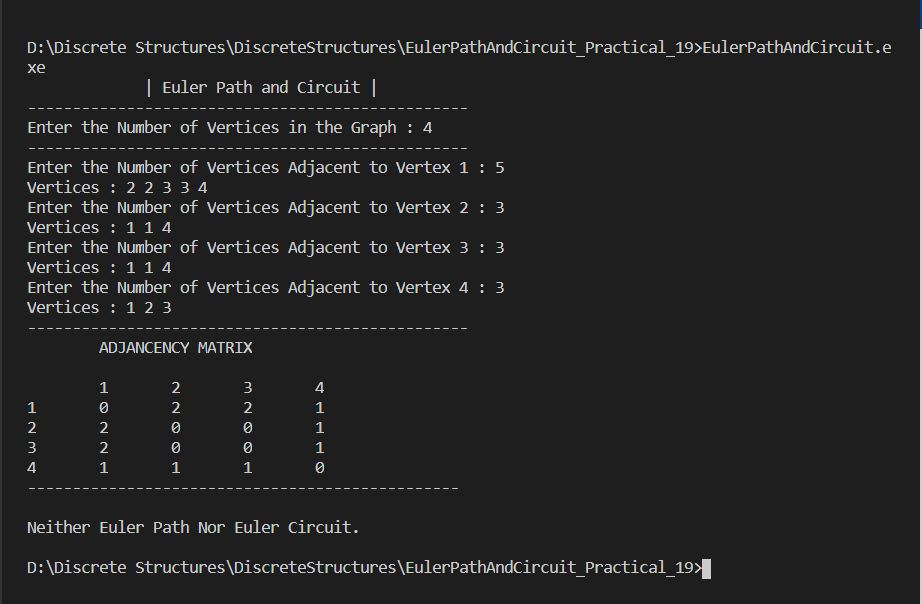 D:\Discrete Structures\DiscreteStructures\EulerPathAndCircuit_Practical_19>EulerPathAndCircuit.e
xe
| Euler Path and Circuit |
-------------------------------------------------
Enter the Number of Vertices in the Graph : 4
-------------------------------------------------
Enter the Number of Vertices Adjacent to Vertex 1 : 5
Vertices : 2 2 3 3 4
Enter the Number of Vertices Adjacent to Vertex 2 : 3
Vertices : 1 1 4
Enter the Number of Vertices Adjacent to Vertex 3 : 3
Vertices : 1 1 4
Enter the Number of Vertices Adjacent to Vertex 4 : 3
Vertices : 1 2 3
-------------------------------------------------
ADJANCENCY MATRIX
1 2 3 4
1 0 2 2 1
2 2 0 0 1
3 2 0 0 1
4 1 1 1 0
------------------------------------------------
Neither Euler Path Nor Euler Circuit.
D:\Discrete Structures\DiscreteStructures\EulerPathAndCircuit_Practical_19>